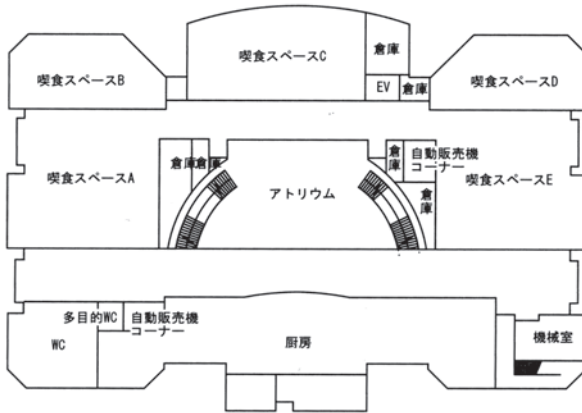 喫食スペースB
喫食スペースC
倉庫
EV
倉庫
喫食スペースD
喫食スペースA
倉庫
倉庫
アトリウム
倉庫
自動販売機
コーナー
倉庫
喫食スペースE
多目的WC
自動販売機
コーナー
WC
厨房
機械室